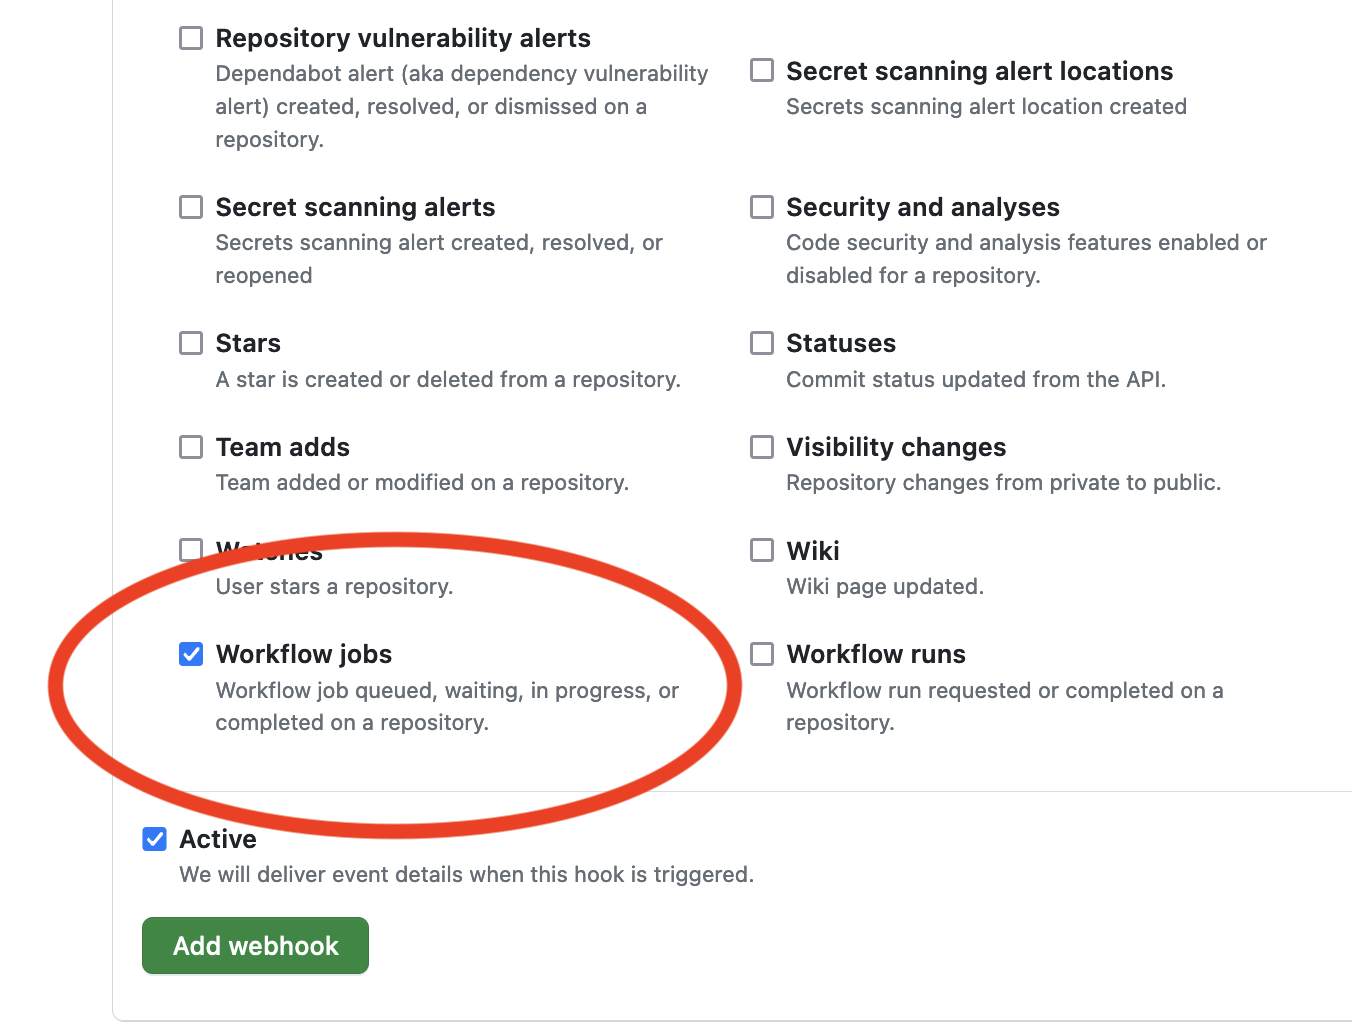 Repository vulnerability alerts
Dependabot alert (aka dependency vulnerability
alert) created, resolved, or dismissed on a
repository.
Secret scanning alert locations
Secrets scanning alert location created
Secret scanning alerts
Secrets scanning alert created, resolved, or
reopened
Security and analyses
Code security and analysis features enabled or
disabled for a repository.
Stars
A star is created or deleted from a repository.
Statuses
Commit status updated from the API.
Team adds
Team added or modified on a repository.
Visibility changes
Repository changes from private to public.
Watches
User stars a repository.
Wiki
Wiki page updated.
Workflow jobs
Workflow job queued, waiting, in progress, or
completed on a repository.
Workflow runs
Workflow run requested or completed on a
repository.
Active
We will deliver event details when this hook is triggered.
Add webhook